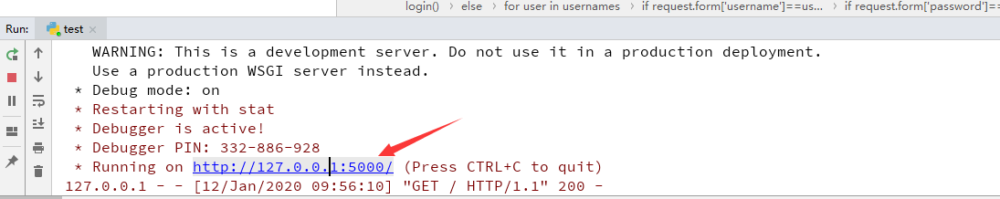 login() › else › for user in usernames › if request.form['username']==us... › if request.form['password']==
Run: test ×
WARNING: This is a development server. Do not use it in a production deployment.
Use a production WSGI server instead.
* Debug mode: on
* Restarting with stat
* Debugger is active!
* Debugger PIN: 332-886-928
* Running on http://127.0.0.1:5000/ (Press CTRL+C to quit)
127.0.0.1 - - [12/Jan/2020 09:56:10] "GET / HTTP/1.1" 200 -